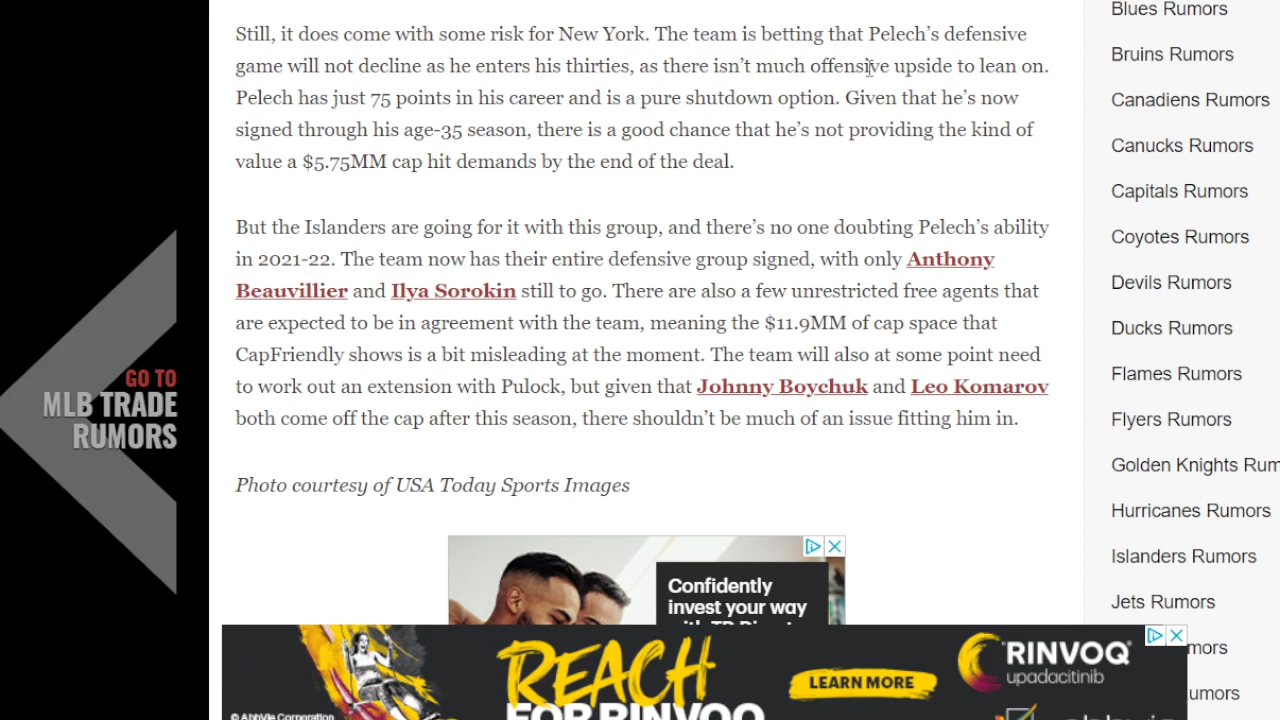 Still, it does come with some risk for New York. The team is betting that Pelech's defensive
game will not decline as he enters his thirties, as there isn't much offensive upside to lean on.
Pelech has just 75 points in his career and is a pure shutdown option. Given that he's now
signed through his age-35 season, there is a good chance that he's not providing the kind of
value a $5.75MM cap hit demands by the end of the deal.
But the Islanders are going for it with this group, and there's no one doubting Pelech's ability
in 2021-22. The team now has their entire defensive group signed, with only Anthony
Beauvillier and Ilya Sorokin still to go. There are also a few unrestricted free agents that
are expected to be in agreement with the team, meaning the $11.9MM of cap space that
CapFriendly shows is a bit misleading at the moment. The team will also at some point need
to work out an extension with Pulock, but given that Johnny Boychuk and Leo Komarov
both come off the cap after this season, there shouldn't be much of an issue fitting him in.
Photo courtesy of USA Today Sports Images
GO TO
MLB TRADE
RUMORS
Blues Rumors
Bruins Rumors
Canadiens Rumors
Canucks Rumors
Capitals Rumors
Coyotes Rumors
Devils Rumors
Ducks Rumors
Flames Rumors
Flyers Rumors
Golden Knights Rum
Hurricanes Rumors
Islanders Rumors
Jets Rumors
mors
umors
Confidently
invest your way
REACH
FOR RINVOQ
LEARN MORE
RINVOQ
upadacitinib
© AbbVie Corporation